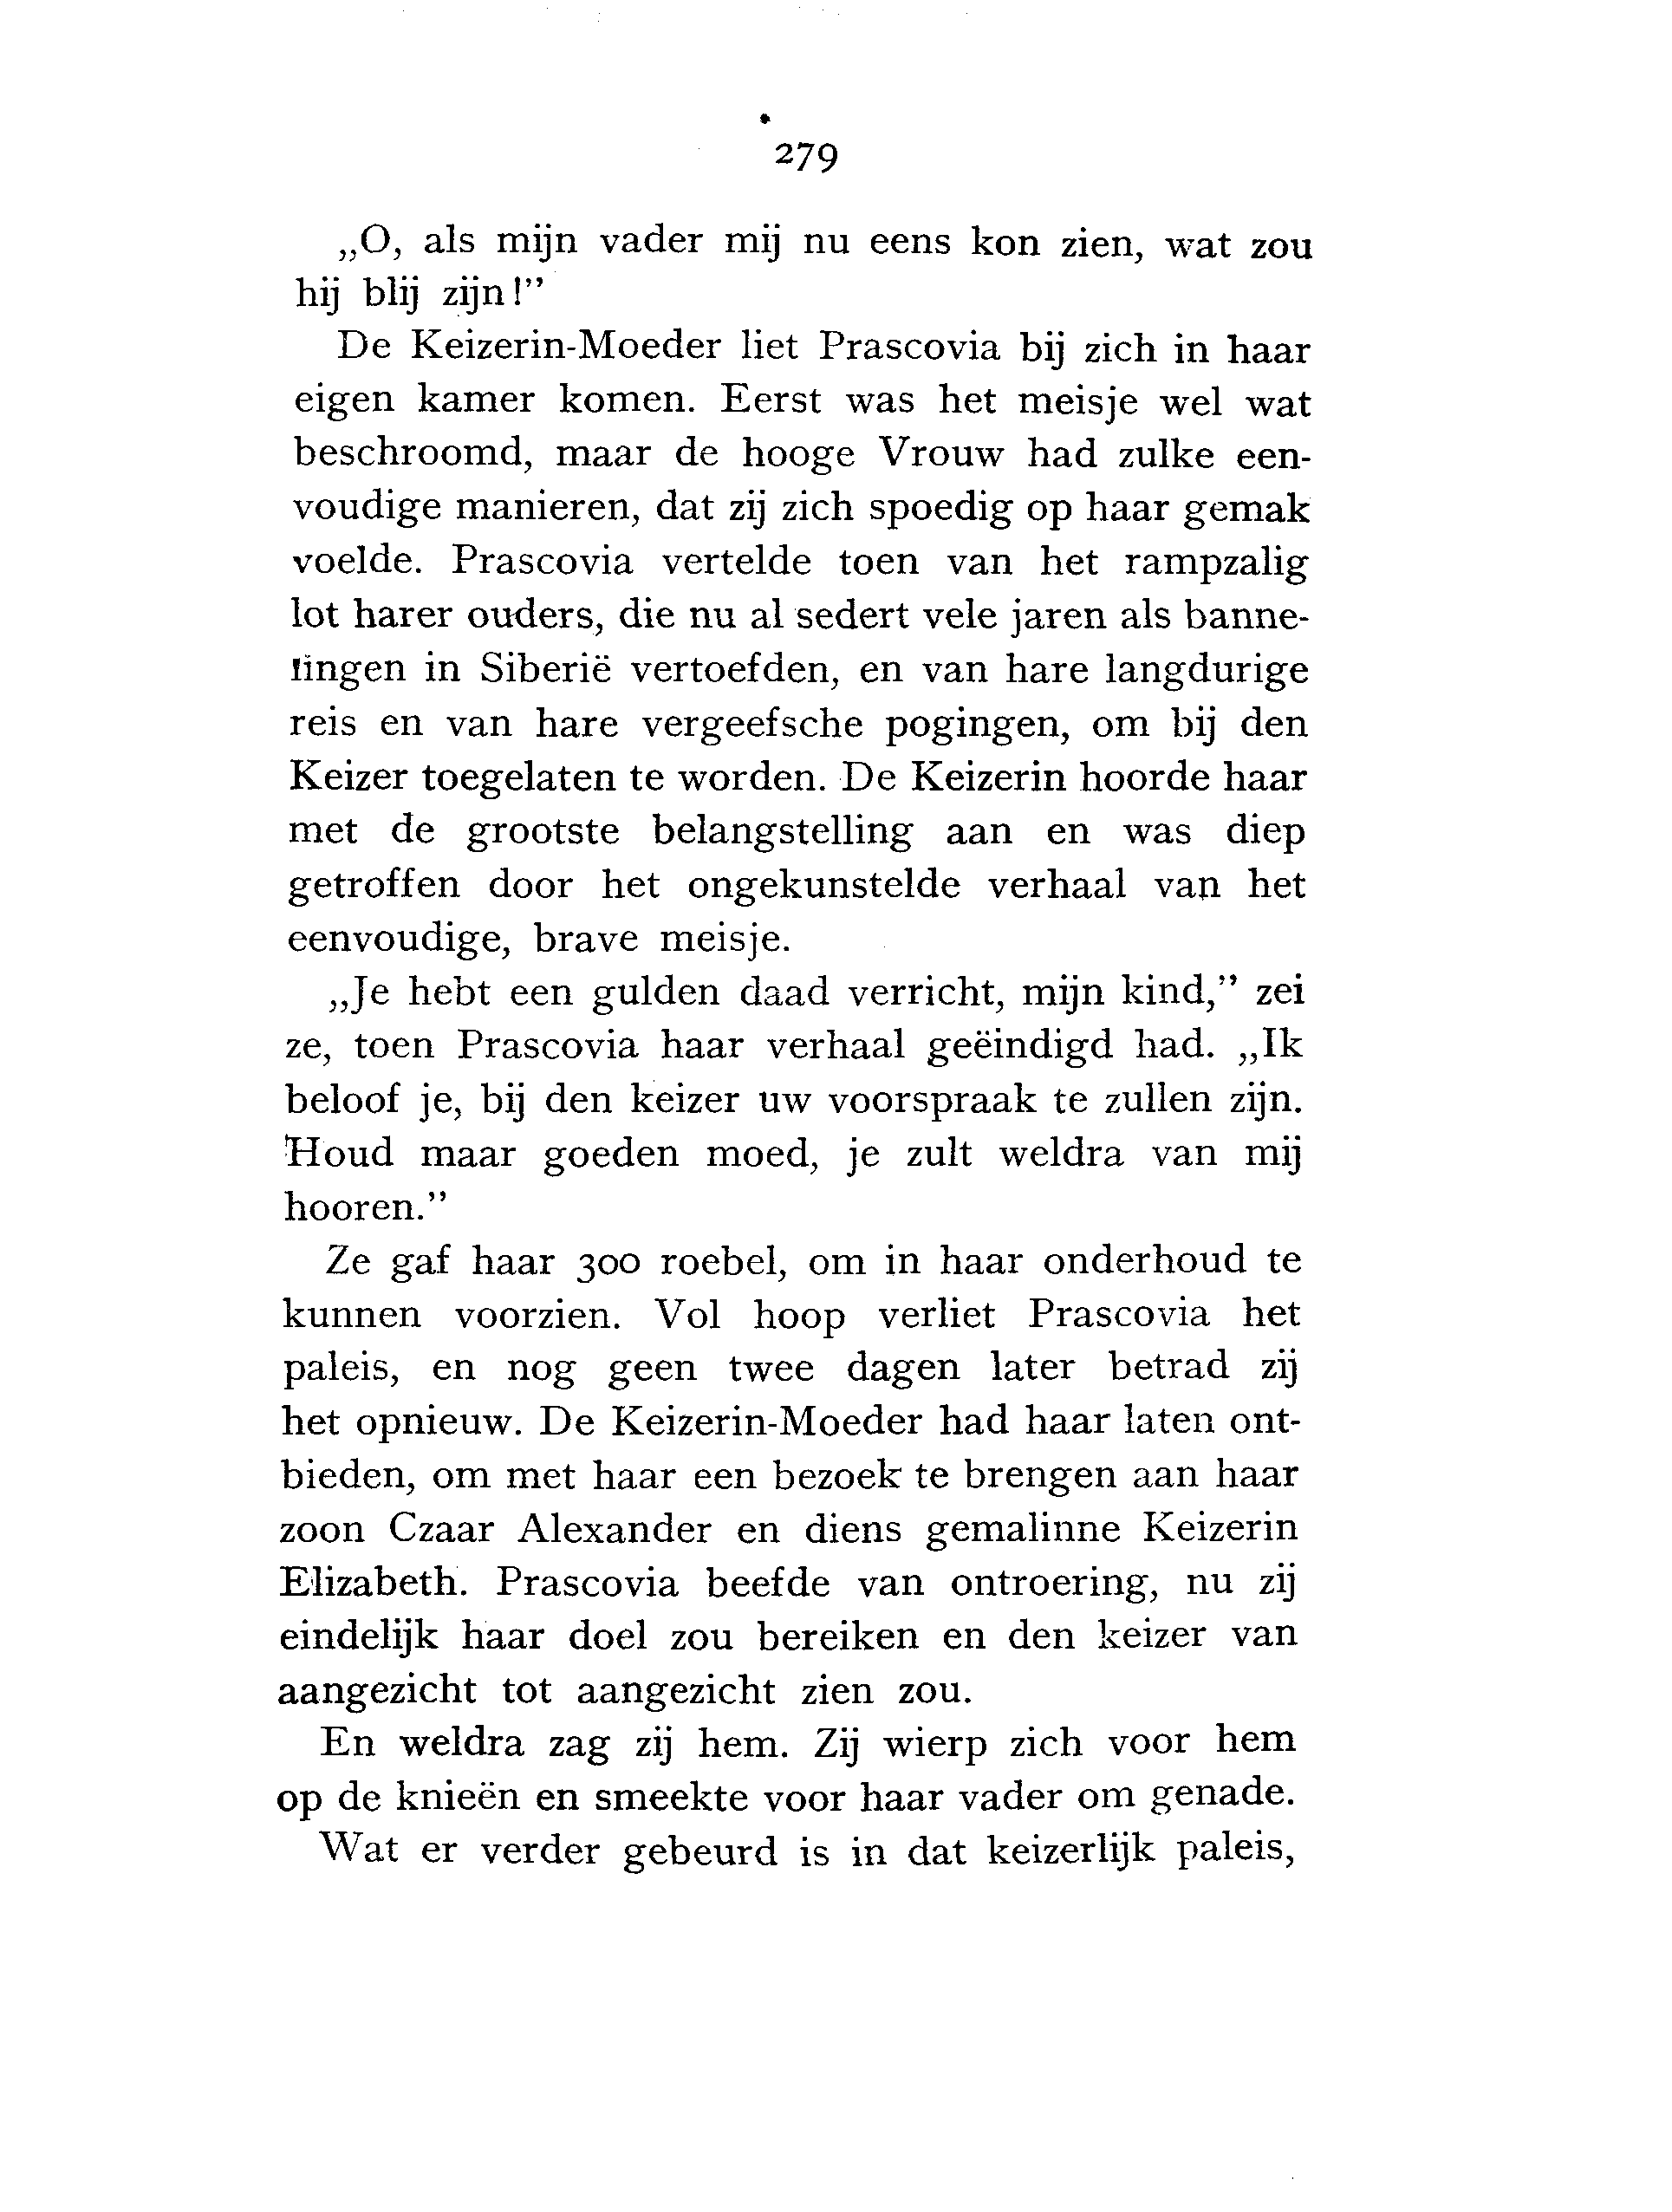 279
„O, als mijn vader mij nu eens kon zien, wat zou
hij blij zijn!”
De Keizerin-Moeder liet Prascovia bij zich in haar
eigen kamer komen. Eerst was het meisje wel wat
beschroomd, maar de hooge Vrouw had zulke een-
voudige manieren, dat zij zich spoedig op haar gemak
voelde. Prascovia vertelde toen van het rampzalig
lot harer ouders, die nu al sedert vele jaren als banne-
lingen in Siberië vertoefden, en van hare langdurige
reis en van hare vergeefsche pogingen, om bij den
Keizer toegelaten te worden. De Keizerin hoorde haar
met de grootste belangstelling aan en was diep
getroffen door het ongekunstelde verhaal van het
eenvoudige, brave meisje.
„Je hebt een gulden daad verricht, mijn kind,” zei
ze, toen Prascovia haar verhaal geëindigd had. „Ik
beloof je, bij den keizer uw voorspraak te zullen zijn.
Houd maar goeden moed, je zult weldra van mij
hooren.”
Ze gaf haar 300 roebel, om in haar onderhoud te
kunnen voorzien. Vol hoop verliet Prascovia het
paleis, en nog geen twee dagen later betrad zij
het opnieuw. De Keizerin-Moeder had haar laten ont-
bieden, om met haar een bezoek te brengen aan haar
zoon Czaar Alexander en diens gemalinne Keizerin
Elizabeth. Prascovia beefde van ontroering, nu zij
eindelijk haar doel zou bereiken en den keizer van
aangezicht tot aangezicht zien zou.
En weldra zag zij hem. Zij wierp zich voor hem
op de knieën en smeekte voor haar vader om genade.
Wat er verder gebeurd is in dat keizerlijk paleis,